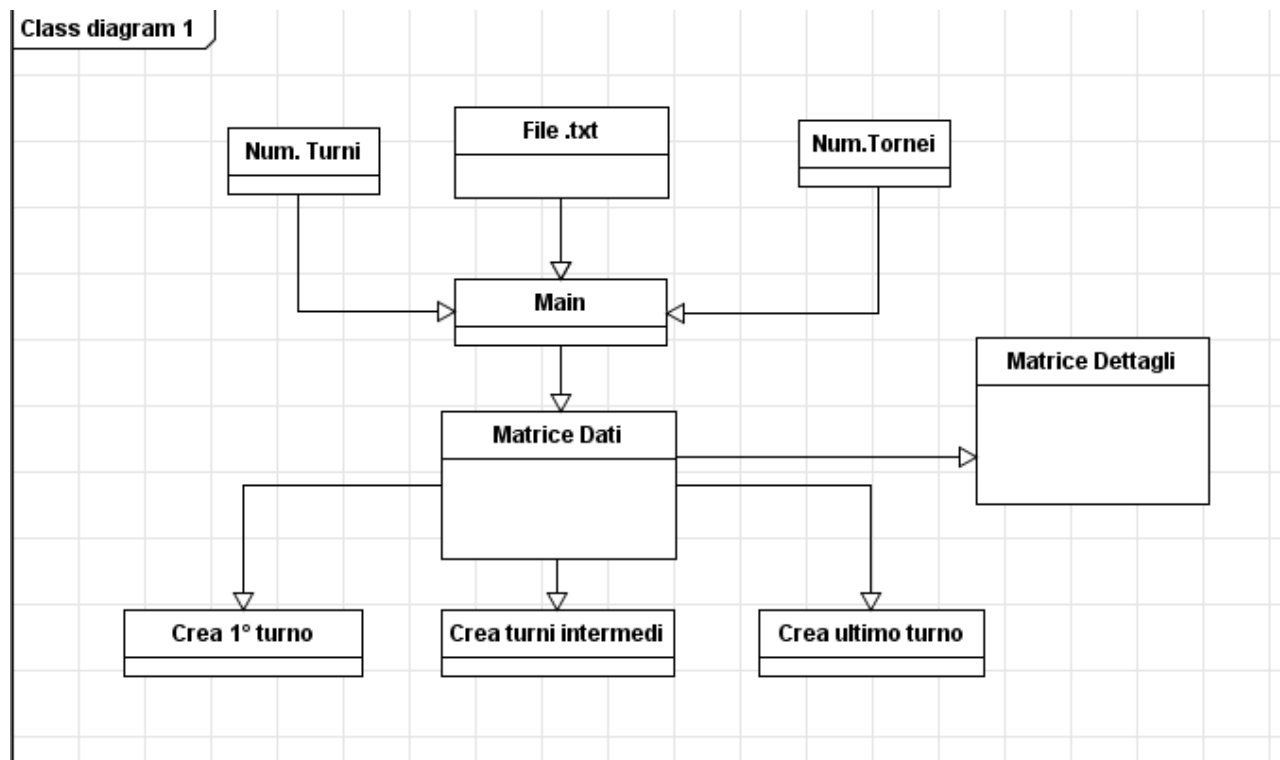 Class diagram 1
Num. Turni
File .txt
Num.Tornei
Main
Matrice Dettagli
Matrice Dati
Crea 1° turno
Crea turni intermedi
Crea ultimo turno